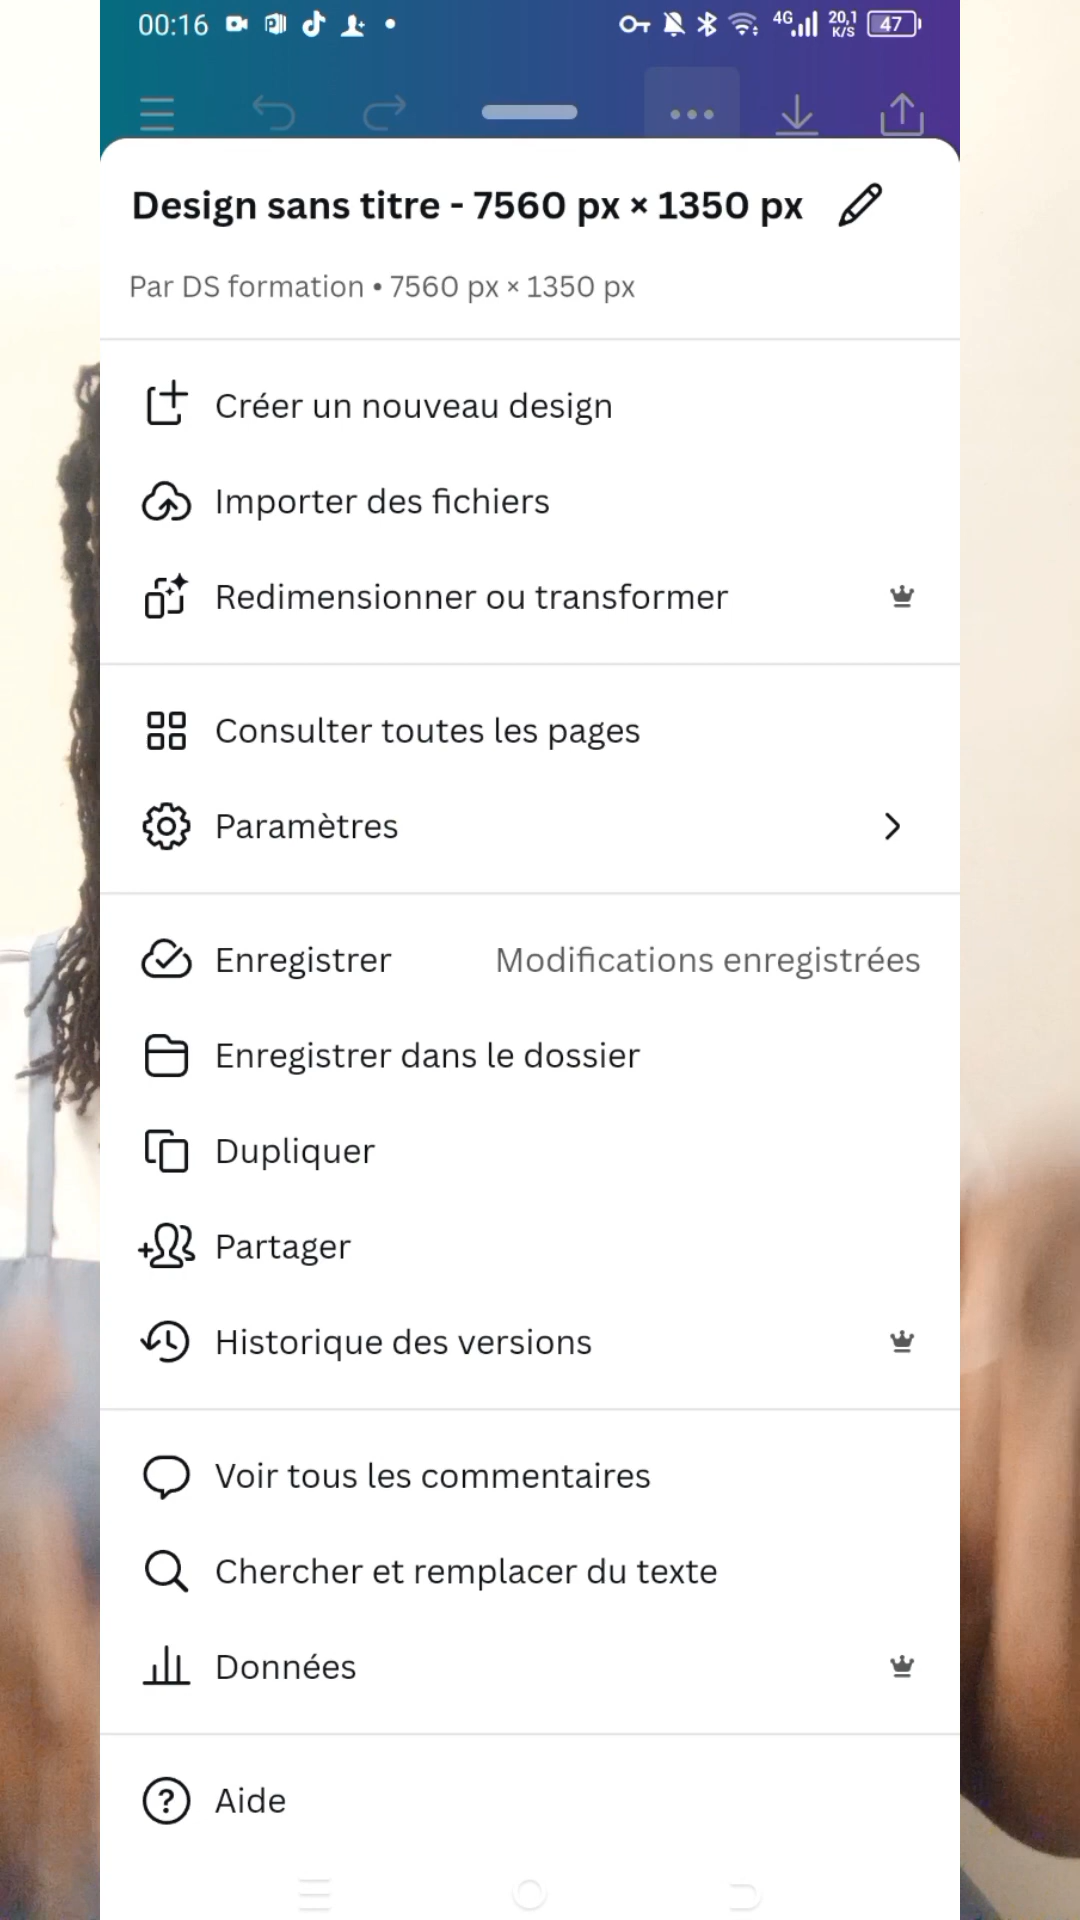 00:16
4G
20,1
K/S
47
Design sans titre - 7560 px × 1350 px
Par DS formation • 7560 px × 1350 px
Créer un nouveau design
Importer des fichiers
Redimensionner ou transformer
Consulter toutes les pages
Paramètres
Enregistrer Modifications enregistrées
Enregistrer dans le dossier
Dupliquer
Partager
Historique des versions
Voir tous les commentaires
Chercher et remplacer du texte
Données
Aide